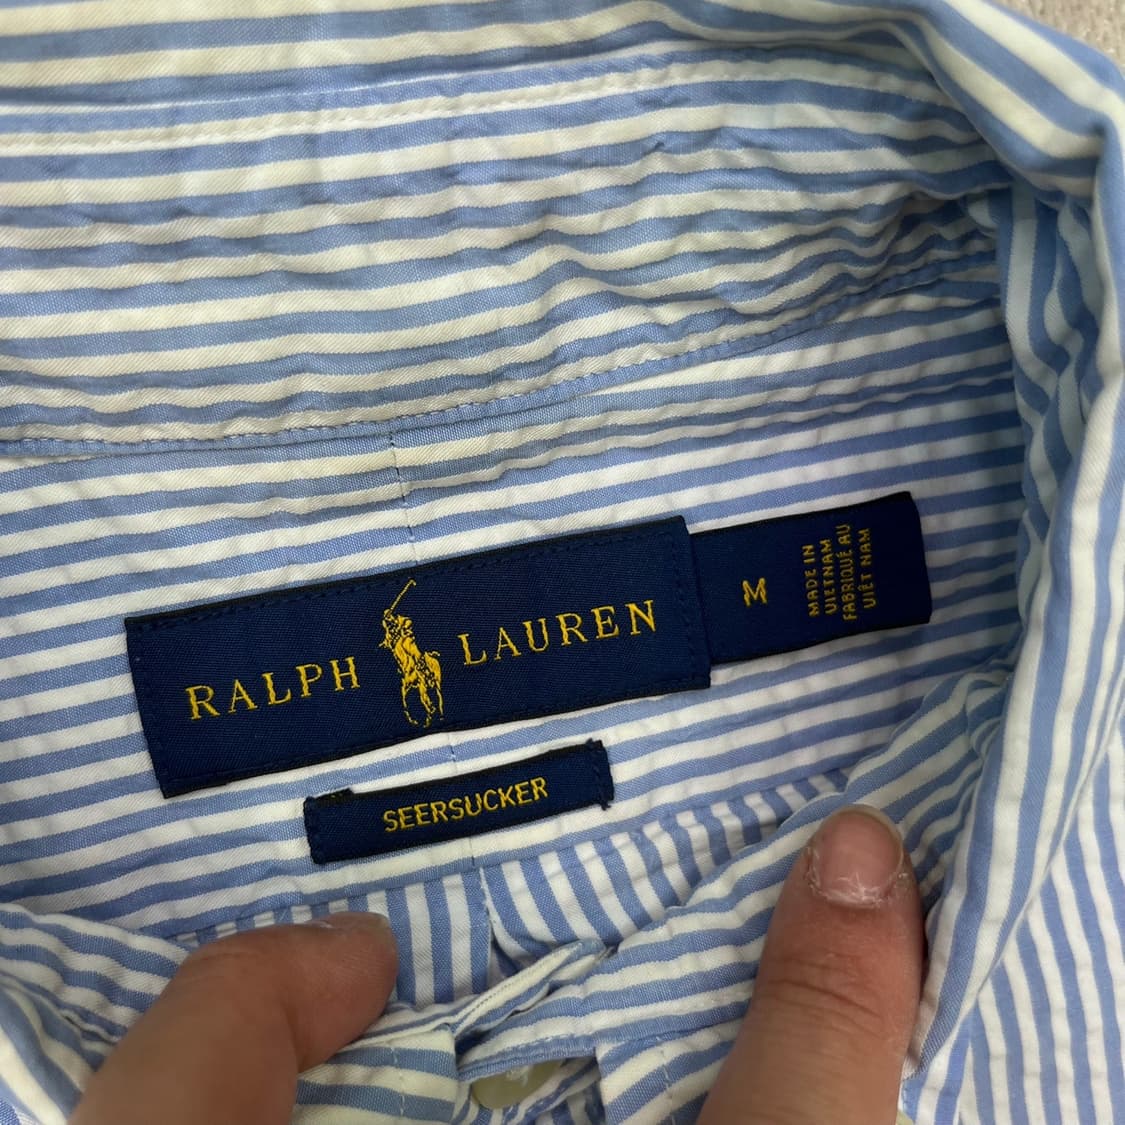 RALPH LAUREN
M
MADE IN
VIETNAM
FABRIQUÉ AU
VIÊT NAM
SEERSUCKER